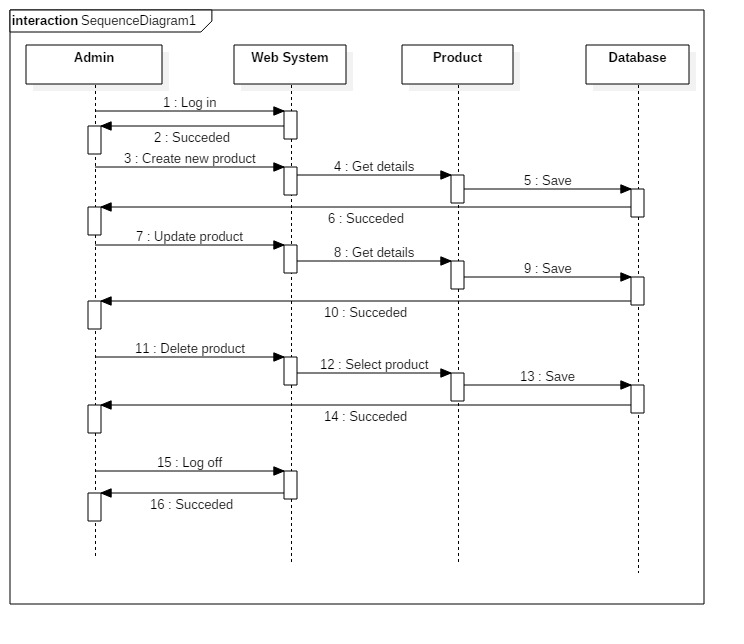 interaction SequenceDiagram1
Admin
Web System
Product
Database
1 : Log in
2 : Succeded
3 : Create new product
4 : Get details
5 : Save
6 : Succeded
7 : Update product
8 : Get details
9 : Save
10 : Succeded
11 : Delete product
12 : Select product
13 : Save
14 : Succeded
15 : Log off
16 : Succeded